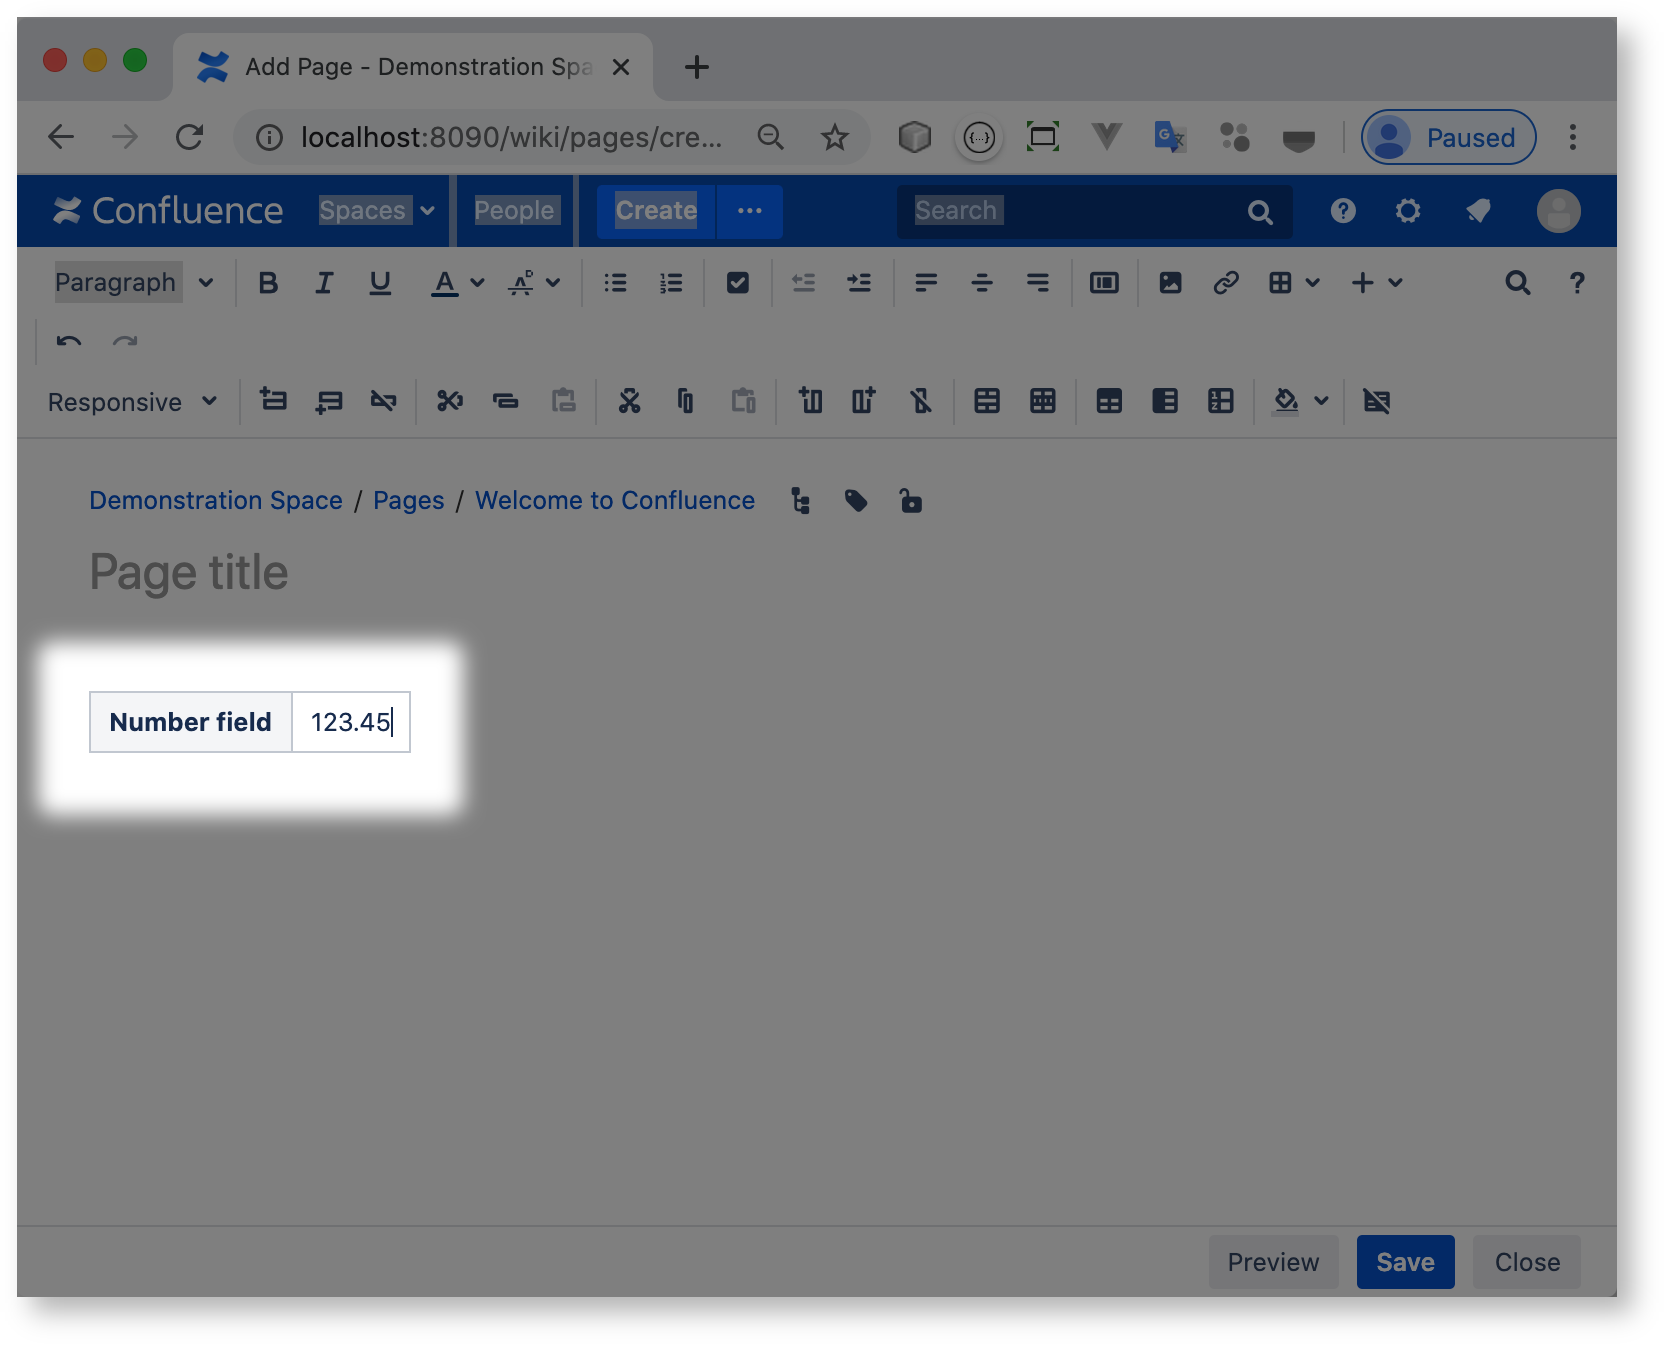 Add Page - Demonstration Spa
localhost:8090/wiki/pages/cre...
Paused
Confluence
Spaces
People
Create
Search
Paragraph
Responsive
Demonstration Space / Pages / Welcome to Confluence
Page title
Number field
123.45
Preview
Save
Close